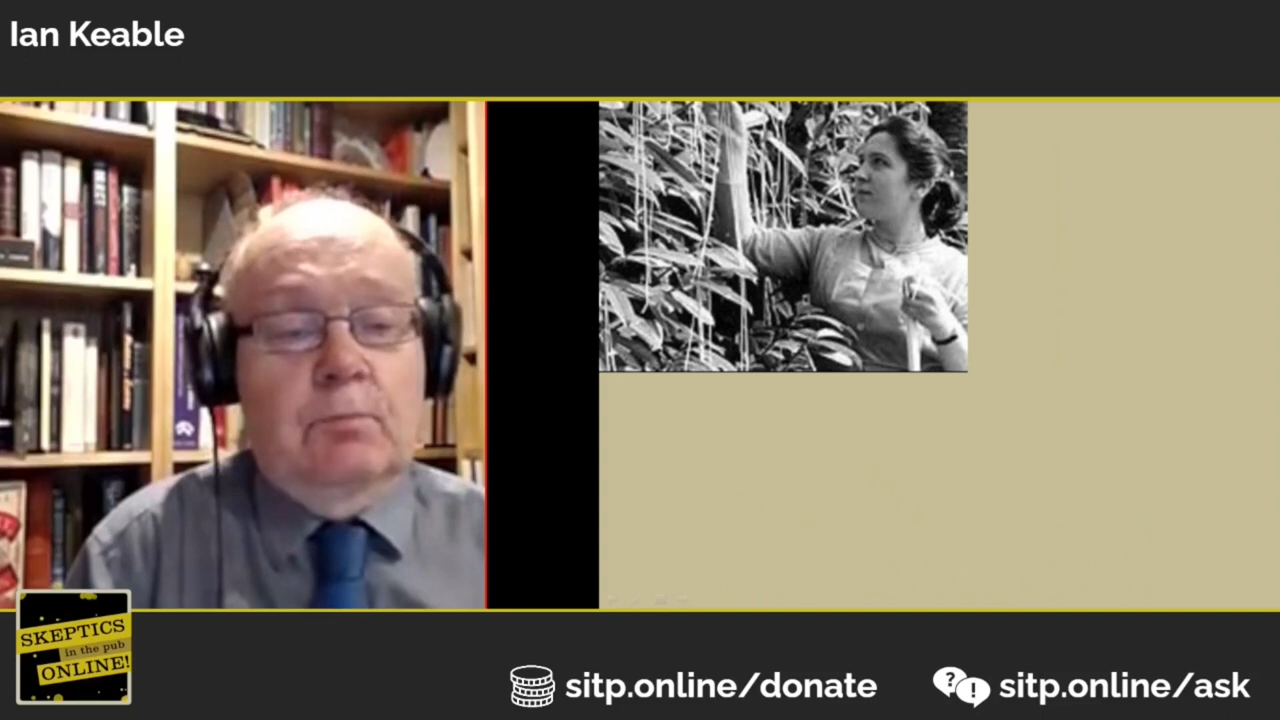 Ian Keable
SKEPTICS
in the pub
ONLINE!
sitp.online/donate
sitp.online/ask